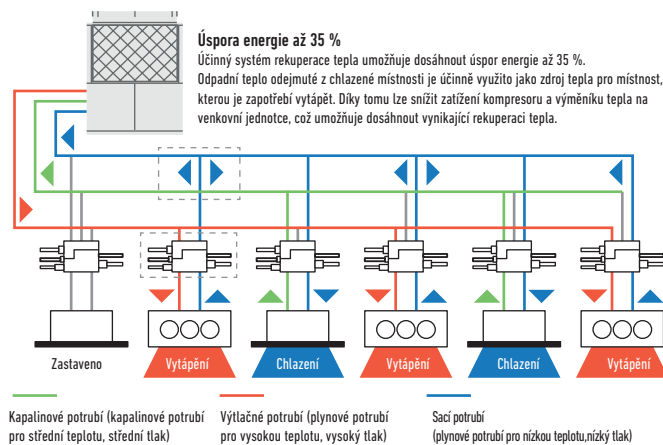 Úspora energie až 35 %
Účinný systém rekuperace tepla umožňuje dosáhnout úspor energie až 35 %.
Odpadní teplo odejmuté z chlazené místnosti je účinně využito jako zdroj tepla pro místnost,
kterou je zapotřebí vytápět. Díky tomu lze snížit zatížení kompresoru a výměníku tepla na
venkovní jednotce, což umožňuje dosáhnout vynikající rekuperaci tepla.
Zastaveno
Vytápění
Chlazení
Vytápění
Chlazení
Vytápění
Kapalinové potrubí (kapalinové potrubí
pro střední teplotu, střední tlak)
Výtlačné potrubí (plynové potrubí
pro vysokou teplotu, vysoký tlak)
Sací potrubí
(plynové potrubí pro nízkou teplotu,nízký tlak)